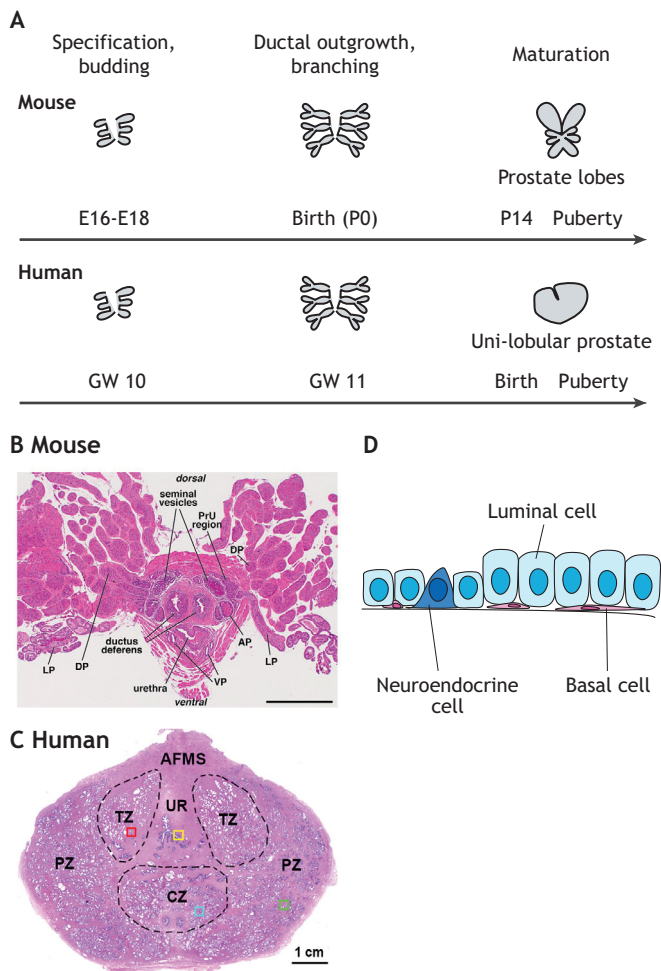 A
Specification,
budding
Ductal outgrowth,
branching
Maturation
Mouse
Prostate lobes
E16-E18
Birth (P0)
P14 Puberty
Human
Uni-lobular prostate
GW 10
GW 11
Birth Puberty
B Mouse
dorsal
seminal
vesicles
PrU
region
DP
ductus
deferens
AP
LP
DP
LP
urethra
VP
ventral
C Human
AFMS
UR
TZ
TZ
PZ
PZ
CZ
1 cm
D
Luminal cell
Neuroendocrine
cell
Basal cell